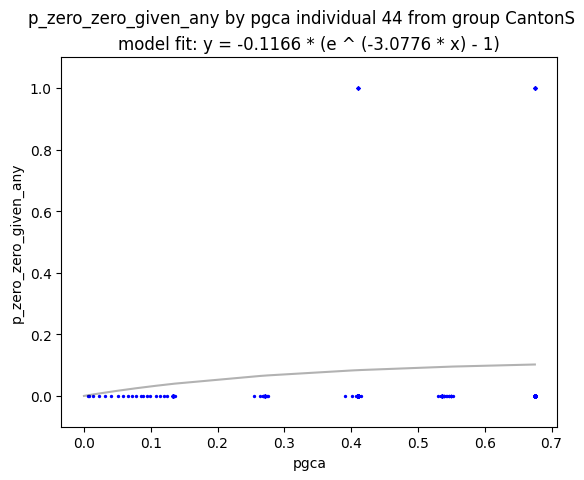 p_zero_zero_given_any by pgca individual 44 from group CantonS
model fit: y = -0.1166 * (e ^ (-3.0776 * x) - 1)
p_zero_zero_given_any
1.0
0.8
0.6
0.4
0.2
0.0
0.0 0.1 0.2 0.3 0.4 0.5 0.6 0.7
pgca